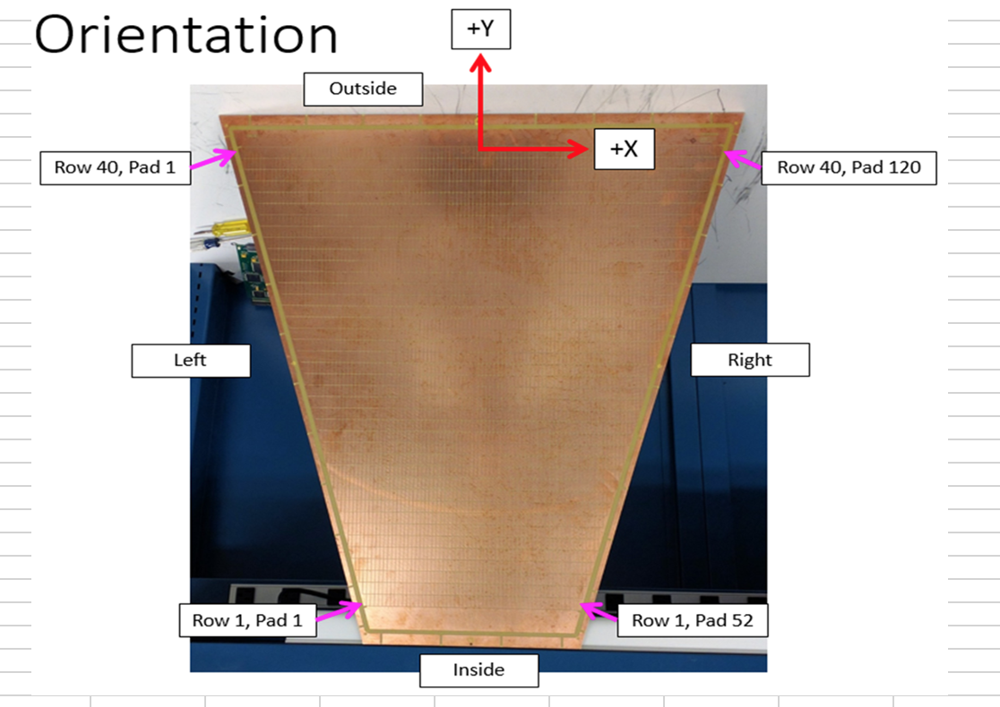 Orientation
+Y
Outside
+X
Row 40, Pad 1
Row 40, Pad 120
Left
Right
Row 1, Pad 1
Row 1, Pad 52
Inside